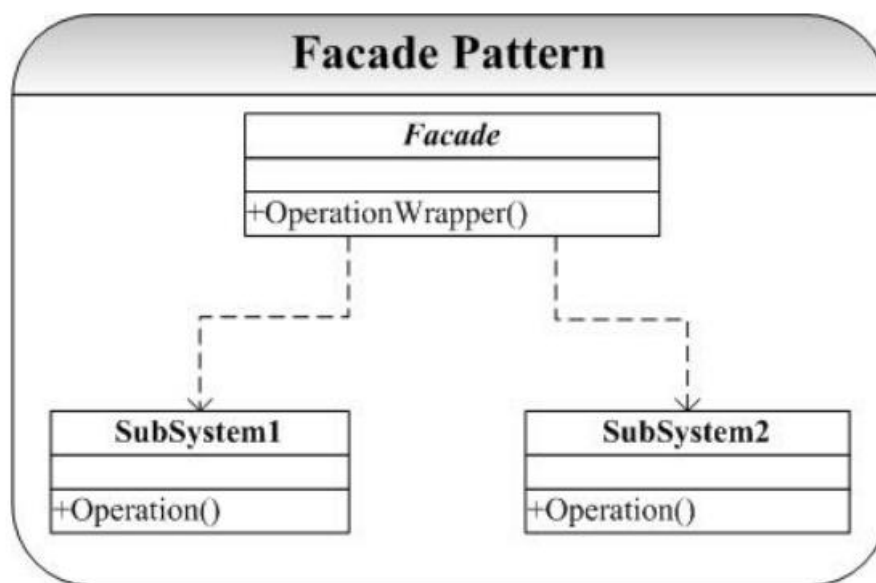 Facade Pattern
Facade
+OperationWrapper()
SubSystem1
+Operation()
SubSystem2
+Operation()